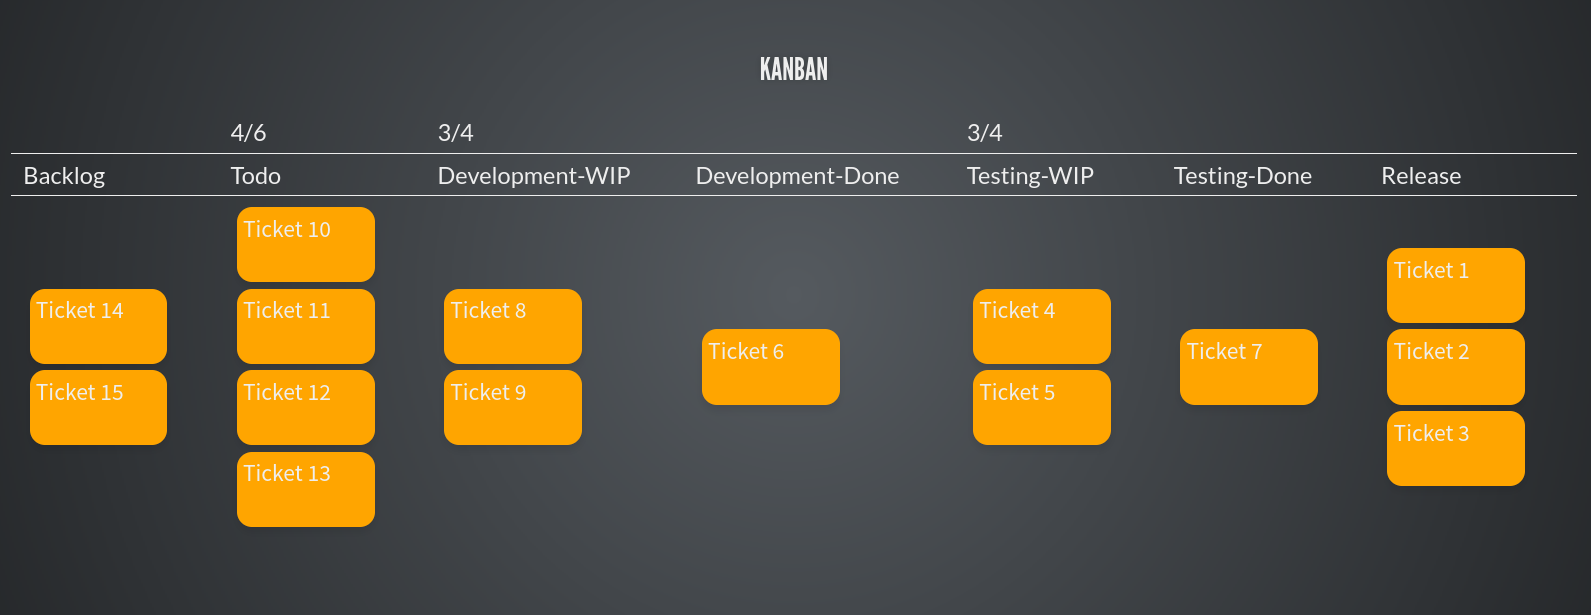 KANBAN
4/6 3/4 3/4
Backlog Todo Development-WIP Development-Done Testing-WIP Testing-Done Release
Ticket 10
Ticket 1
Ticket 14 Ticket 11 Ticket 8 Ticket 4
Ticket 6 Ticket 7 Ticket 2
Ticket 15 Ticket 12 Ticket 9 Ticket 5
Ticket 3
Ticket 13